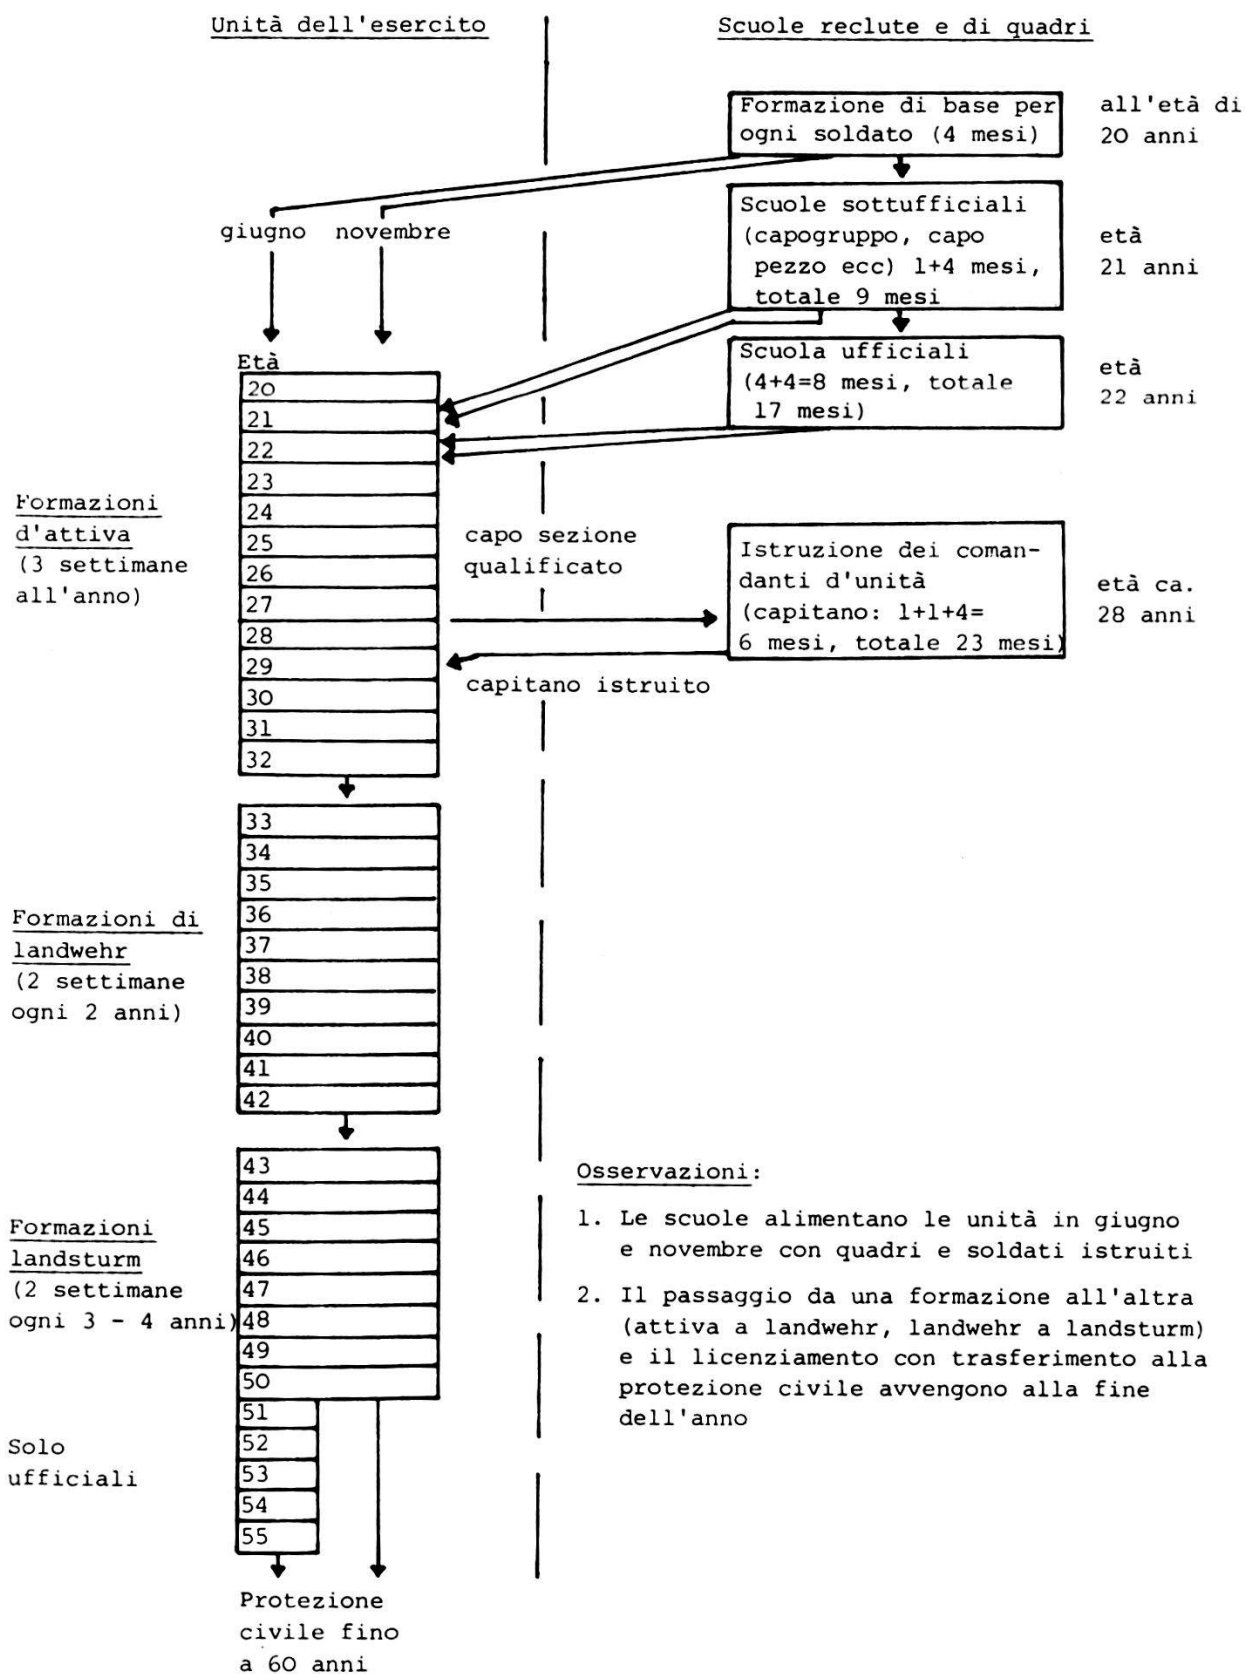 Unità dell'esercito
Scuole reclute e di quadri
Formazione di base per
ogni soldato (4 mesi)
all'età di
20 anni
Scuole sottufficiali
(capogruppo, capo
pezzo ecc) 1+4 mesi,
totale 9 mesi
età
21 anni
giugno novembre
Scuola ufficiali
(4+4=8 mesi, totale
17 mesi)
età
22 anni
Età
20
21
22
23
24
25
26
27
28
29
30
31
32
Formazioni
d'attiva
(3 settimane
all'anno)
capo sezione
qualificato
Istruzione dei coman-
danti d'unità
(capitano: 1+1+4=
6 mesi, totale 23 mesi)
età ca.
28 anni
capitano istruito
33
34
35
36
37
38
39
40
41
42
Formazioni di
landwehr
(2 settimane
ogni 2 anni)
43
44
45
46
47
48
49
50
Formazioni
landsturm
(2 settimane
ogni 3 - 4 anni)
51
52
53
54
55
Solo
ufficiali
Protezione
civile fino
a 60 anni
Osservazioni:
1. Le scuole alimentano le unità in giugno
e novembre con quadri e soldati istruiti
2. Il passaggio da una formazione all'altra
(attiva a landwehr, landwehr a landsturm)
e il licenziamento con trasferimento alla
protezione civile avvengono alla fine
dell'anno